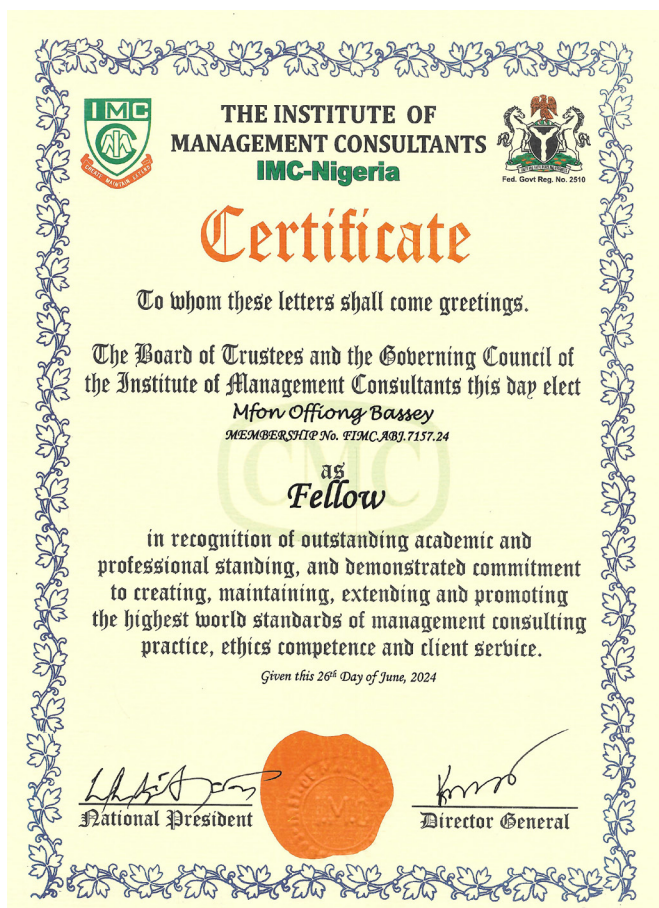 IMC
CREATE MAINTAIN EXTEND
THE INSTITUTE OF
MANAGEMENT CONSULTANTS
IMC-Nigeria
Fed. Govt Reg. No. 2510
Certificate
To whom these letters shall come greetings.
The Board of Trustees and the Governing Council of
the Institute of Management Consultants this day elect
Mfon Offiong Bassey
MEMBERSHIP No. FIMC.ABJ.7157.24
CMC
as
Fellow
in recognition of outstanding academic and
professional standing, and demonstrated commitment
to creating, maintaining, extending and promoting
the highest world standards of management consulting
practice, ethics competence and client service.
Given this 26th Day of June, 2024
National President
Director General